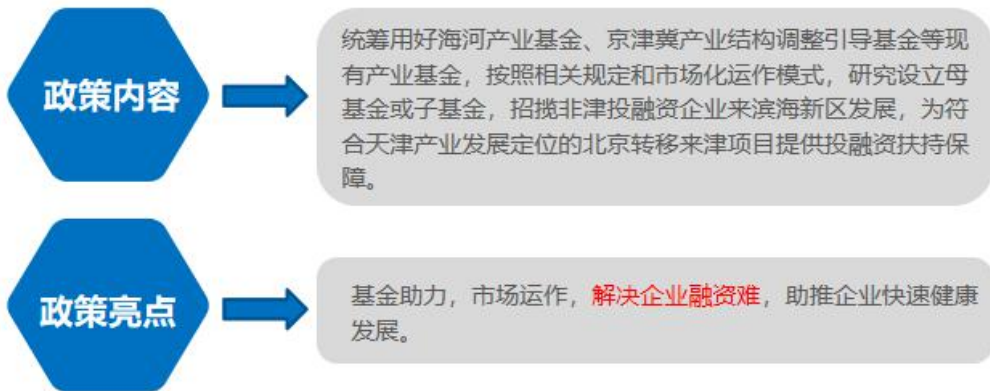 政策内容
统筹用好海河产业基金、京津冀产业结构调整引导基金等现
有产业基金，按照相关规定和市场化运作模式，研究设立母
基金或子基金，招揽非津投融资企业来滨海新区发展，为符
合天津产业发展定位的北京转移来津项目提供投融资扶持保
障。
政策亮点
基金助力，市场运作，解决企业融资难，助推企业快速健康
发展。